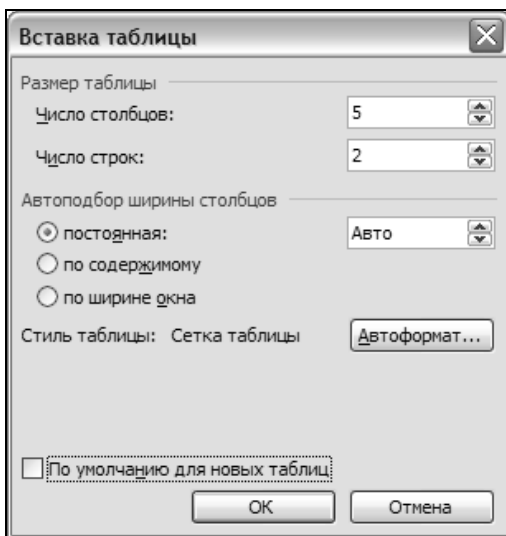 Вставка таблицы
Размер таблицы
Число столбцов: 5
Число строк: 2
Автоподбор ширины столбцов
постоянная: Авто
по содержимому
по ширине окна
Стиль таблицы: Сетка таблицы Автоформат...
По умолчанию для новых таблиц
ОК Отмена